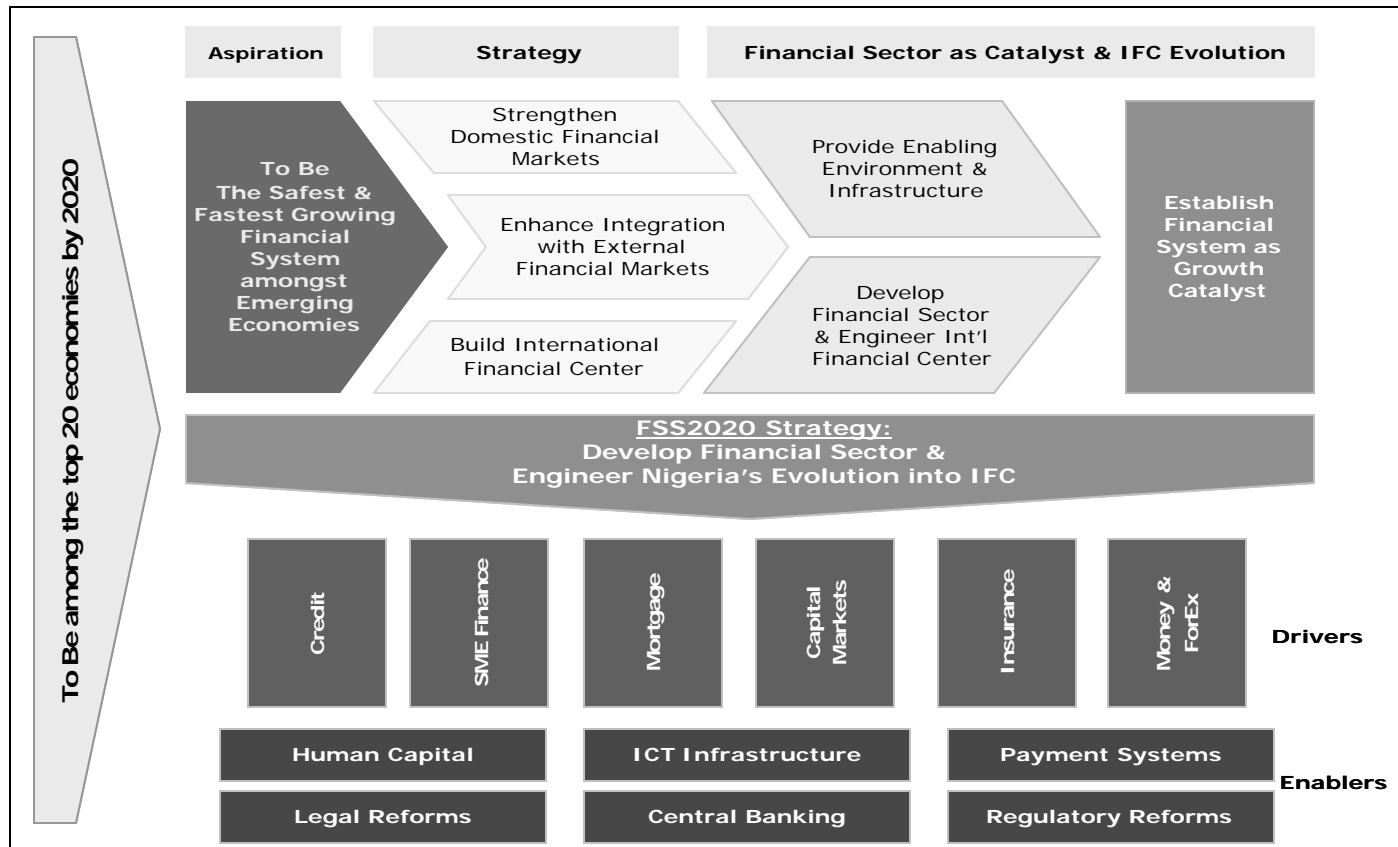 To Be among the top 20 economies by 2020
Aspiration
Strategy
Financial Sector as Catalyst & IFC Evolution
To Be
The Safest &
Fastest Growing
Financial
System
amongst
Emerging
Economies
Strengthen
Domestic Financial
Markets
Enhance Integration
with External
Financial Markets
Build International
Financial Center
Provide Enabling
Environment &
Infrastructure
Develop
Financial Sector
& Engineer Int'l
Financial Center
Establish
Financial
System as
Growth
Catalyst
FSS2020 Strategy:
Develop Financial Sector &
Engineer Nigeria's Evolution into IFC
Credit
SME Finance
Mortgage
Capital
Markets
Insurance
Money &
ForEx
Drivers
Human Capital
ICT Infrastructure
Payment Systems
Enablers
Legal Reforms
Central Banking
Regulatory Reforms